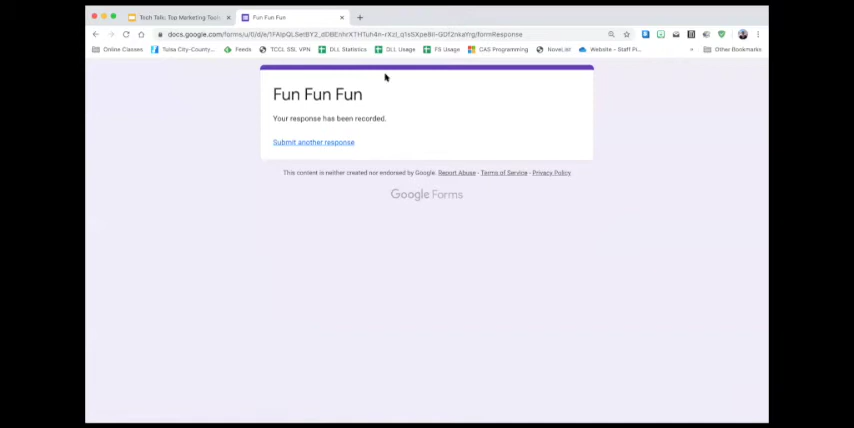 Tech Talk: Top Marketing Tech
Fun Fun Fun
Online Classes
Tulsa City-County...
Feeds
TCCL SSL VPN
DLL Statistics
DLL Usage
FS Usage
CAS Programming
NoveList
Website - Staff Pi...
»
Other Bookmarks
Fun Fun Fun
Your response has been recorded.
Submit another response
This content is neither created nor endorsed by Google. Report Abuse - Terms of Service - Privacy Policy
Google Forms